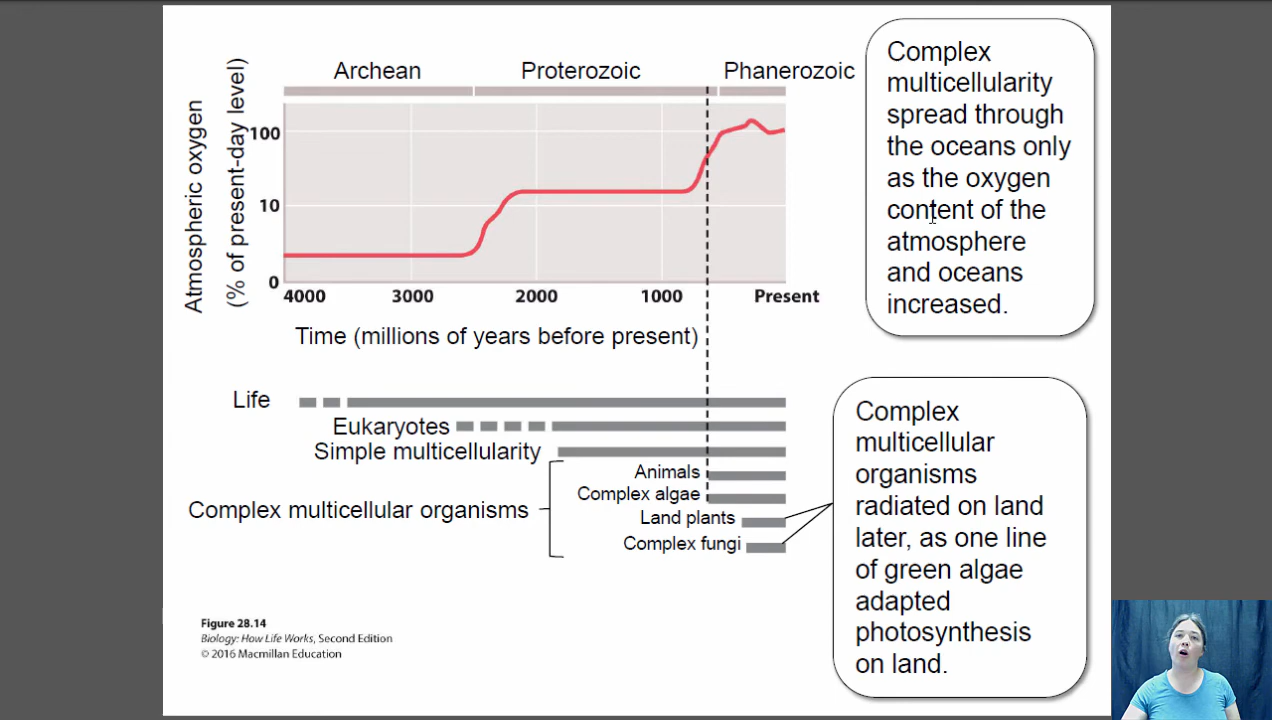 Archean Proterozoic Phanerozoic
Atmospheric oxygen
(% of present-day level)
100
10
0
4000 3000 2000 1000 Present
Time (millions of years before present)
Complex
multicellularity
spread through
the oceans only
as the oxygen
content of the
atmosphere
and oceans
increased.
Life
Eukaryotes
Simple multicellularity
Complex multicellular organisms
Animals
Complex algae
Land plants
Complex fungi
Complex
multicellular
organisms
radiated on land
later, as one line
of green algae
adapted
photosynthesis
on land.
Figure 28.14
Biology: How Life Works, Second Edition
© 2016 Macmillan Education